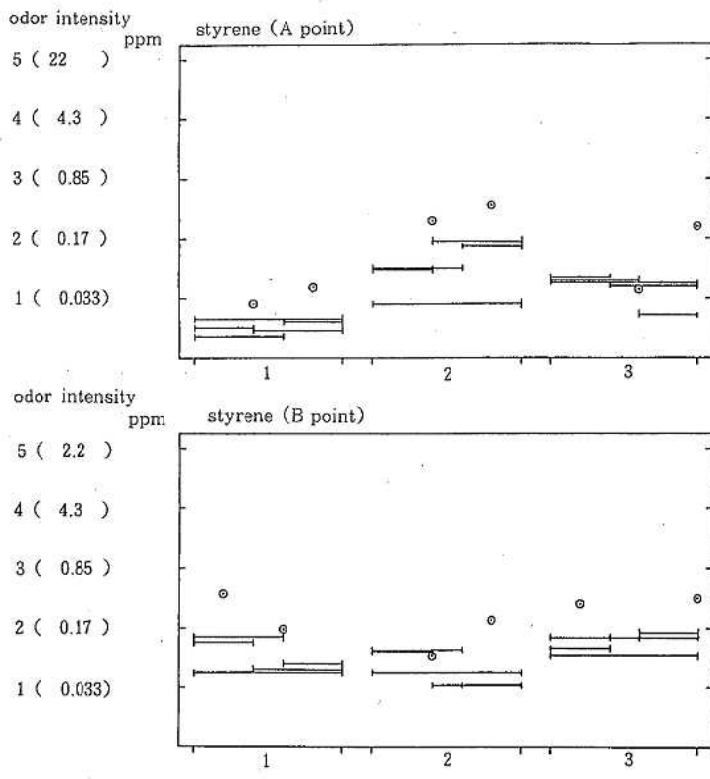 odor intensity
ppm
styrene (A point)
5 ( 22 )
4 ( 4.3 )
3 ( 0.85 )
2 ( 0.17 )
1 ( 0.033)
1 2 3
odor intensity
ppm
styrene (B point)
5 ( 2.2 )
4 ( 4.3 )
3 ( 0.85 )
2 ( 0.17 )
1 ( 0.033)
1 2 3